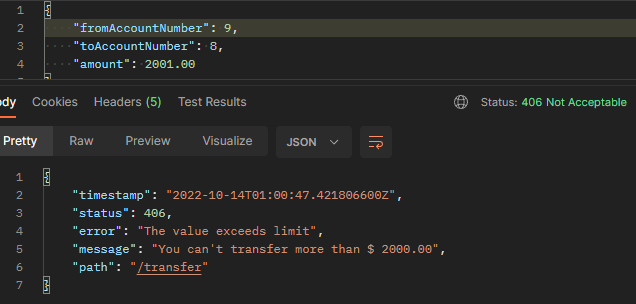 1 {
2 "fromAccountNumber": 9,
3 "toAccountNumber": 8,
4 "amount": 2001.00
ody Cookies Headers (5) Test Results Status: 406 Not Acceptable
Pretty Raw Preview Visualize JSON
1 {
2 "timestamp": "2022-10-14T01:00:47.421806600Z",
3 "status": 406,
4 "error": "The value exceeds limit",
5 "message": "You can't transfer more than $ 2000.00",
6 "path": "/transfer"
7 }